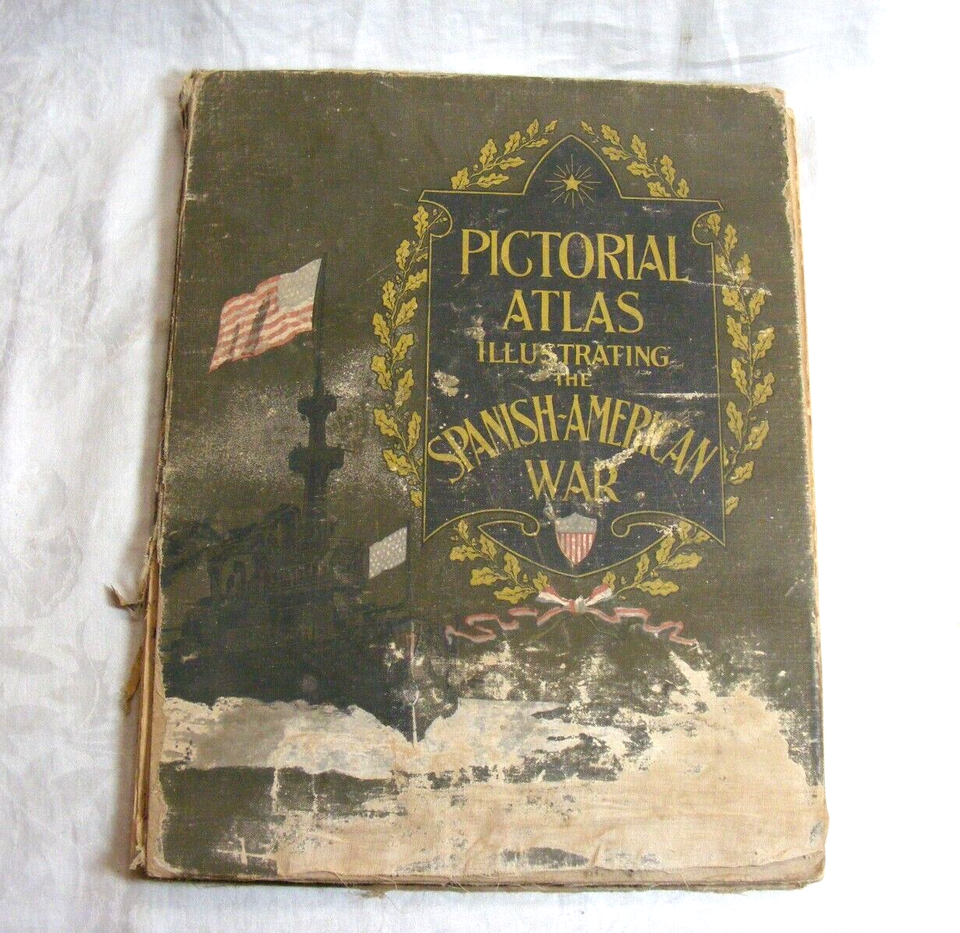 PICTORIAL
ATLAS
ILLUSTRATING
THE
SPANISH-AMERICAN
WAR